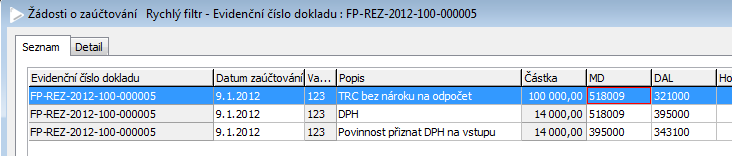 Žádosti o zaúčtování Rychlý filtr - Evidenční číslo dokladu : FP-REZ-2012-100-000005
Seznam Detail
Evidenční číslo dokladu Datum zaúčtování Va... Popis Částka MD DAL Ho
FP-REZ-2012-100-000005 9.1.2012 123 TRC bez nároku na odpočet 100 000,00 518009 321000
FP-REZ-2012-100-000005 9.1.2012 123 DPH 14 000,00 518009 395000
FP-REZ-2012-100-000005 9.1.2012 123 Povinnost přiznat DPH na vstupu 14 000,00 395000 343100